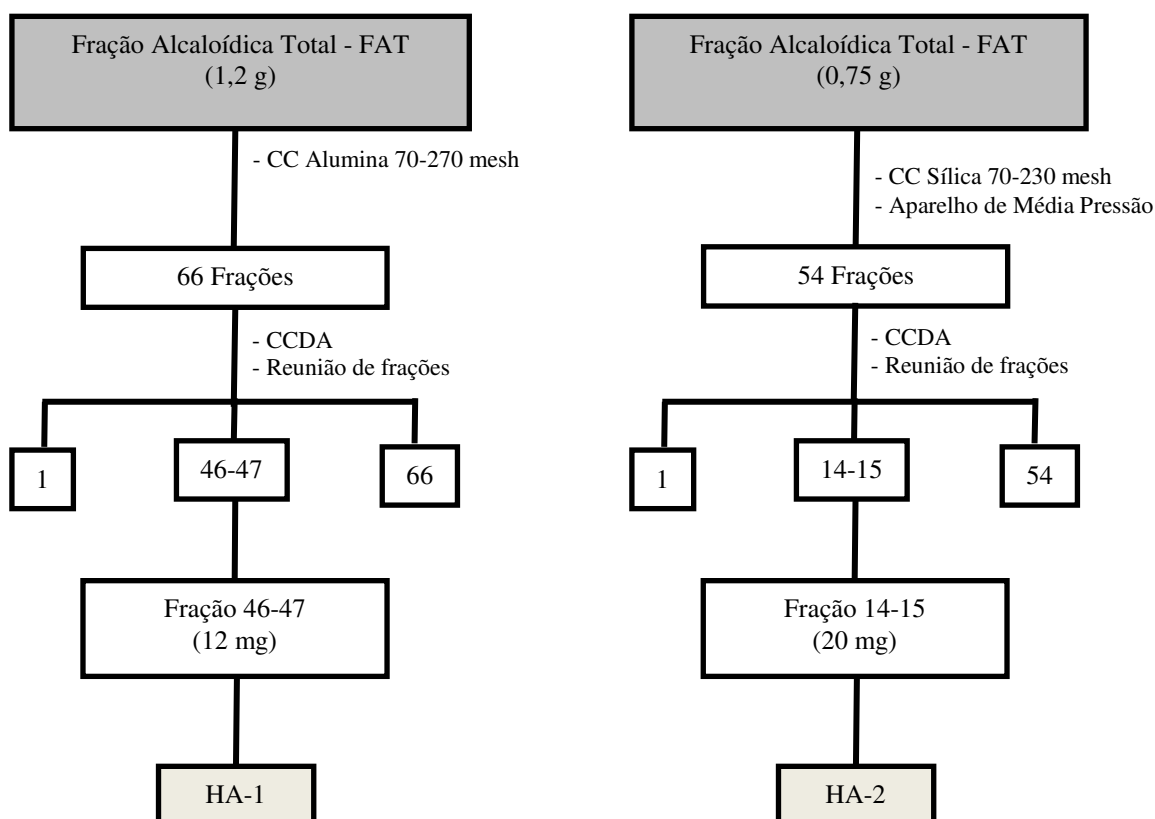 Fração Alcaloídica Total - FAT
(1,2 g)
- CC Alumina 70-270 mesh
66 Frações
- CCDA
- Reunião de frações
1
46-47
66
Fração 46-47
(12 mg)
HA-1
Fração Alcaloídica Total - FAT
(0,75 g)
- CC Sílica 70-230 mesh
- Aparelho de Média Pressão
54 Frações
- CCDA
- Reunião de frações
1
14-15
54
Fração 14-15
(20 mg)
HA-2